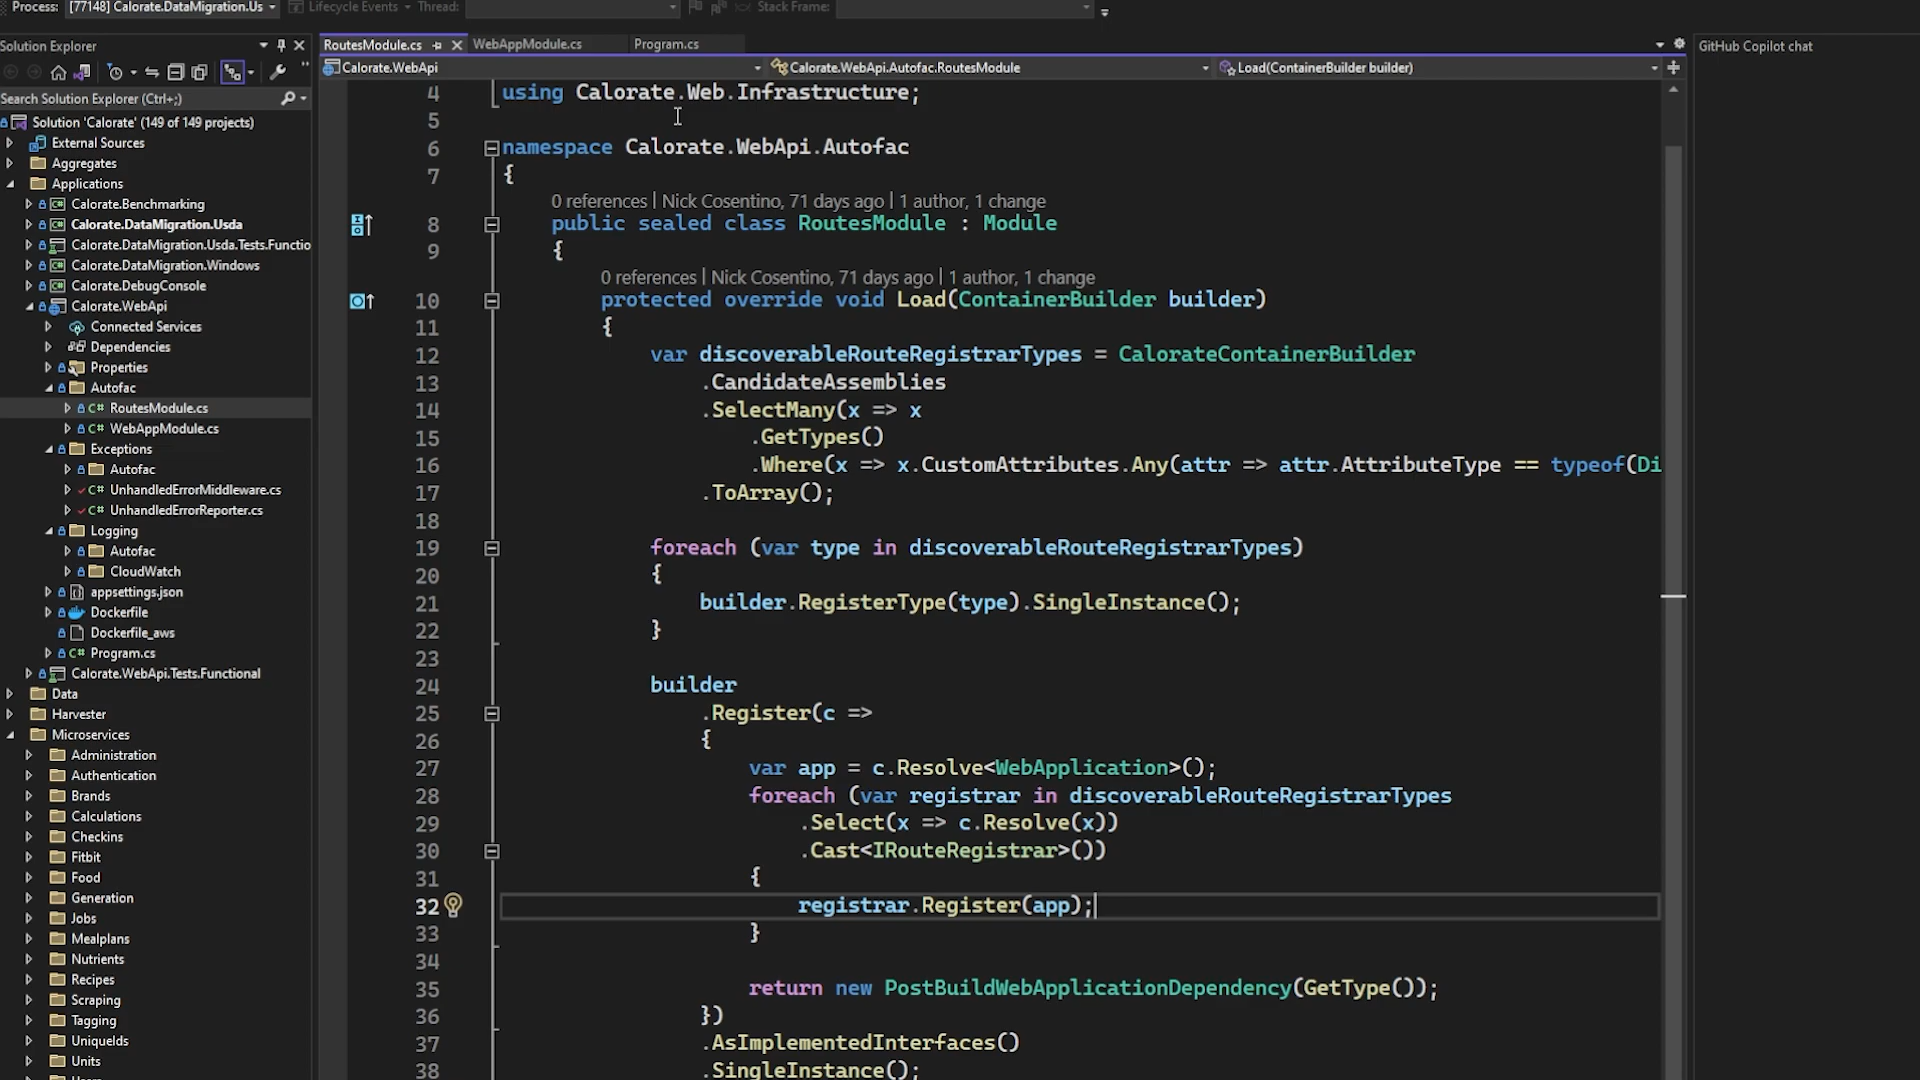 Process: [77148] Calorate.DataMigration.Us Lifecycle Events Thread: Stack Frame:
Solution Explorer
Search Solution Explorer (Ctrl+;)
Solution 'Calorate' (149 of 149 projects)
External Sources
Aggregates
Applications
Calorate.Benchmarking
Calorate.DataMigration.Usda
Calorate.DataMigration.Usda.Tests.Functio
Calorate.DataMigration.Windows
Calorate.DebugConsole
Calorate.WebApi
Connected Services
Dependencies
Properties
Autofac
C# RoutesModule.cs
C# WebAppModule.cs
Exceptions
Autofac
C# UnhandledErrorMiddleware.cs
C# UnhandledErrorReporter.cs
Logging
Autofac
CloudWatch
appsettings.json
Dockerfile
Dockerfile_aws
C# Program.cs
Calorate.WebApi.Tests.Functional
Data
Harvester
Microservices
Administration
Authentication
Brands
Calculations
Checkins
Fitbit
Food
Generation
Jobs
Mealplans
Nutrients
Recipes
Scraping
Tagging
UniqueIds
Units
RoutesModule.cs WebAppModule.cs Program.cs
Calorate.WebApi Calorate.WebApi.Autofac.RoutesModule Load(ContainerBuilder builder)
4 using Calorate.Web.Infrastructure;
5
6 namespace Calorate.WebApi.Autofac
7 {
0 references | Nick Cosentino, 71 days ago | 1 author, 1 change
8 public sealed class RoutesModule : Module
9 {
0 references | Nick Cosentino, 71 days ago | 1 author, 1 change
10 protected override void Load(ContainerBuilder builder)
11 {
12 var discoverableRouteRegistrarTypes = CalorateContainerBuilder
13 .CandidateAssemblies
14 .SelectMany(x => x
15 .GetTypes()
16 .Where(x => x.CustomAttributes.Any(attr => attr.AttributeType == typeof(Di
17 .ToArray();
18
19 foreach (var type in discoverableRouteRegistrarTypes)
20 {
21 builder.RegisterType(type).SingleInstance();
22 }
23
24 builder
25 .Register(c =>
26 {
27 var app = c.Resolve<WebApplication>();
28 foreach (var registrar in discoverableRouteRegistrarTypes
29 .Select(x => c.Resolve(x))
30 .Cast<IRouteRegistrar>())
31 {
32 registrar.Register(app);
33 }
34
35 return new PostBuildWebApplicationDependency(GetType());
36 })
37 .AsImplementedInterfaces()
38 .SingleInstance();
GitHub Copilot chat